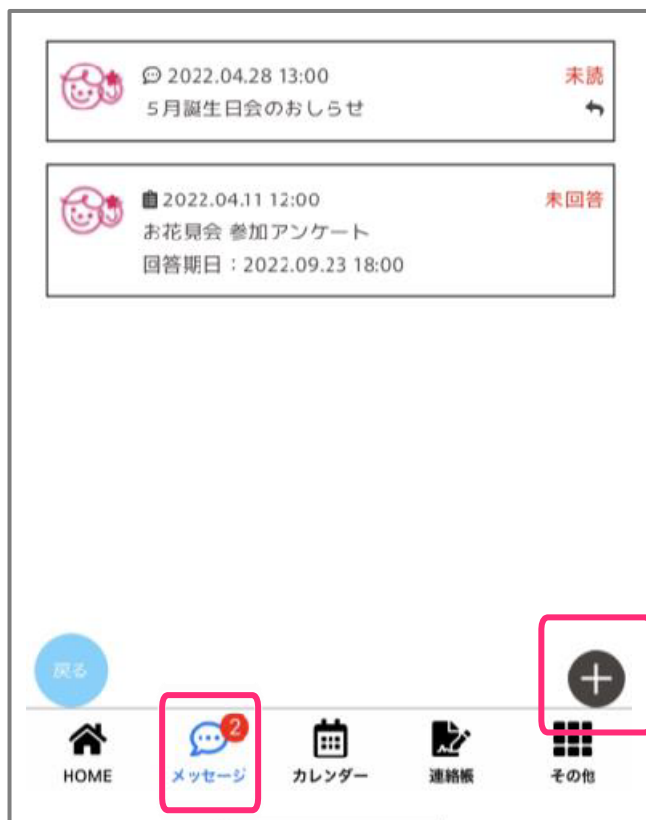 2022.04.28 13:00
未読
5月誕生日会のおしらせ
2022.04.11 12:00
未回答
お花見会 参加アンケート
回答期日：2022.09.23 18:00
戻る
2
HOME
メッセージ
カレンダー
連絡帳
その他